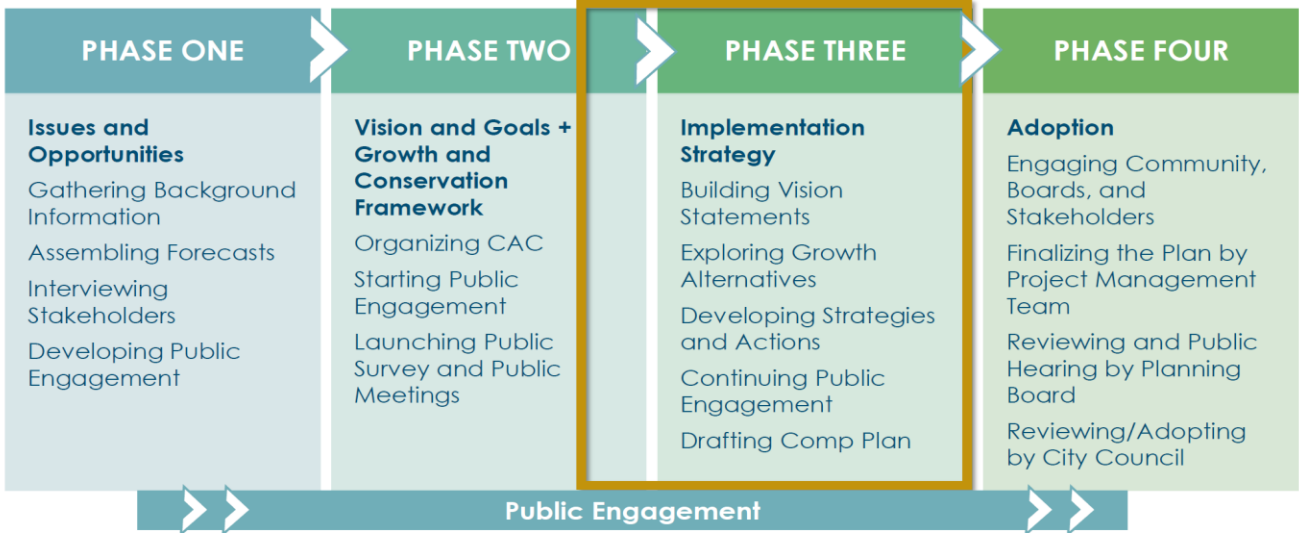 PHASE ONE
Issues and
Opportunities
Gathering Background
Information
Assembling Forecasts
Interviewing
Stakeholders
Developing Public
Engagement
PHASE TWO
Vision and Goals +
Growth and
Conservation
Framework
Organizing CAC
Starting Public
Engagement
Launching Public
Survey and Public
Meetings
PHASE THREE
Implementation
Strategy
Building Vision
Statements
Exploring Growth
Alternatives
Developing Strategies
and Actions
Continuing Public
Engagement
Drafting Comp Plan
PHASE FOUR
Adoption
Engaging Community,
Boards, and
Stakeholders
Finalizing the Plan by
Project Management
Team
Reviewing and Public
Hearing by Planning
Board
Reviewing/Adopting
by City Council
Public Engagement